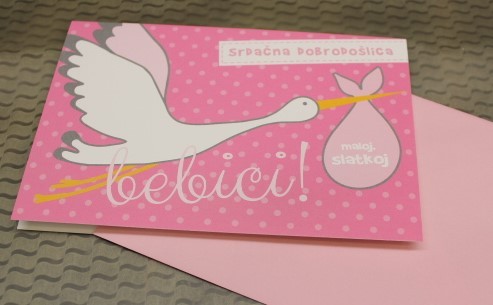 Srdačna dobrodošlica
maloj,
slatkoj
bebici!